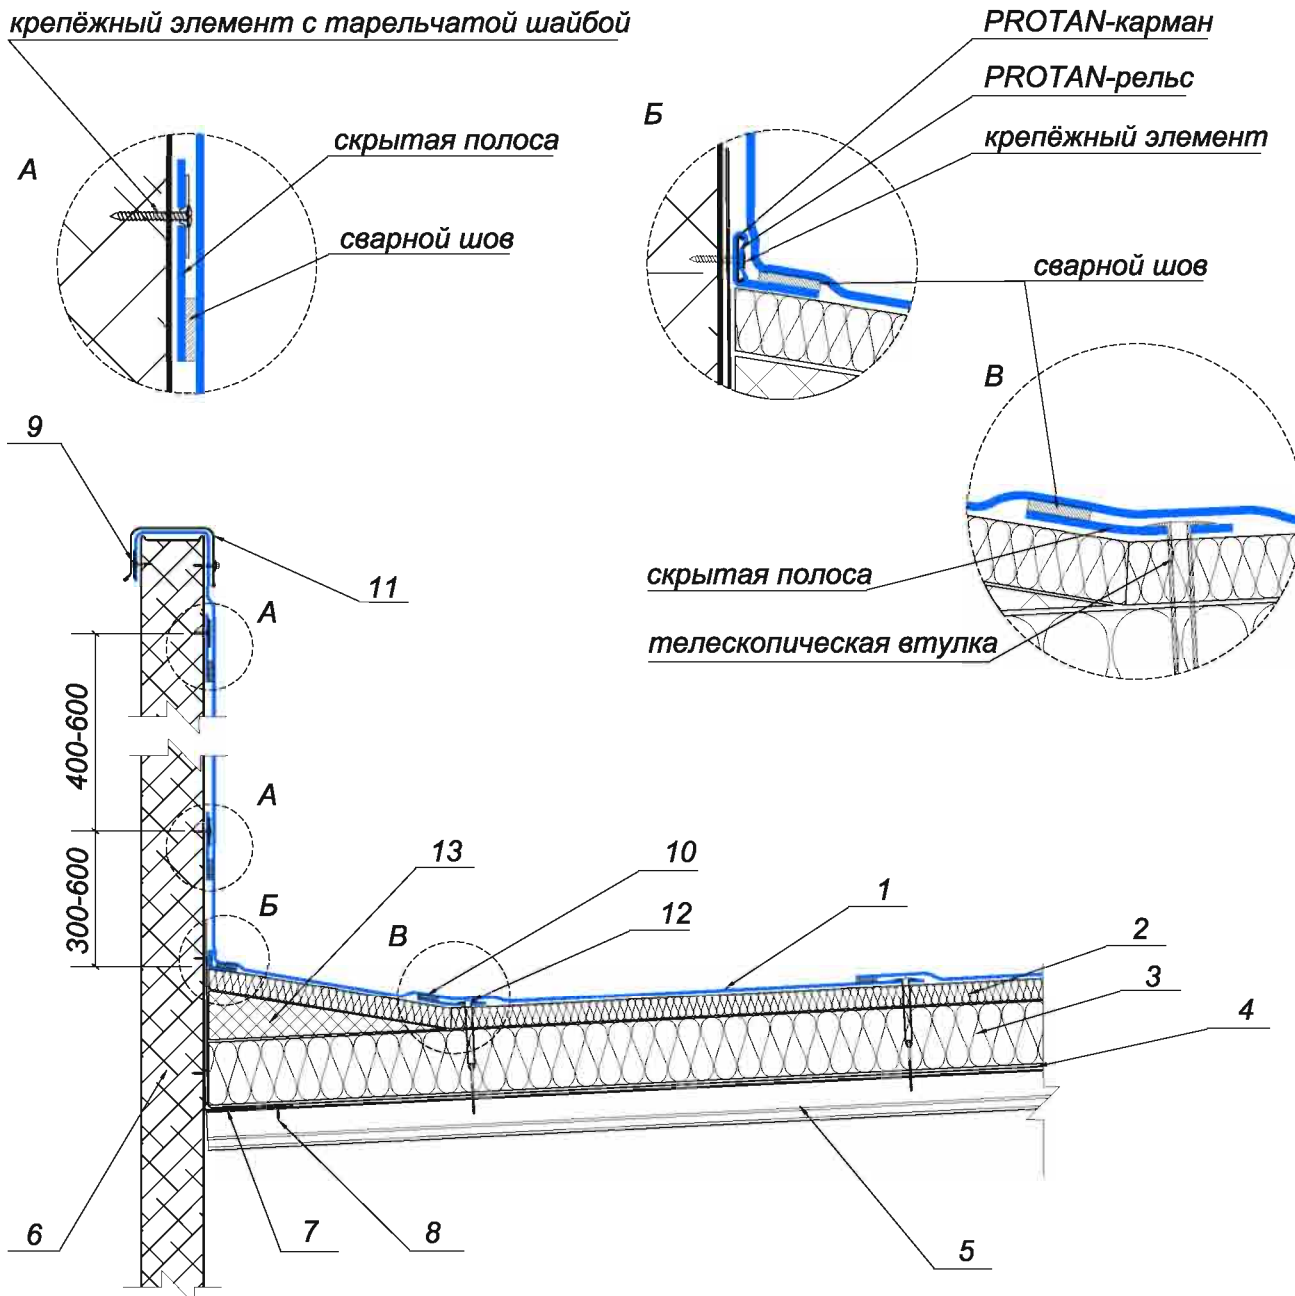 крепёжный элемент с тарельчатой шайбой
А
скрытая полоса
сварной шов
PROTAN-карман
PROTAN-рельс
Б
крепёжный элемент
сварной шов
В
скрытая полоса
телескопическая втулка
9
11
А
400-600
А
300-600
13
10
1
Б
В
12
2
3
4
6
7
8
5